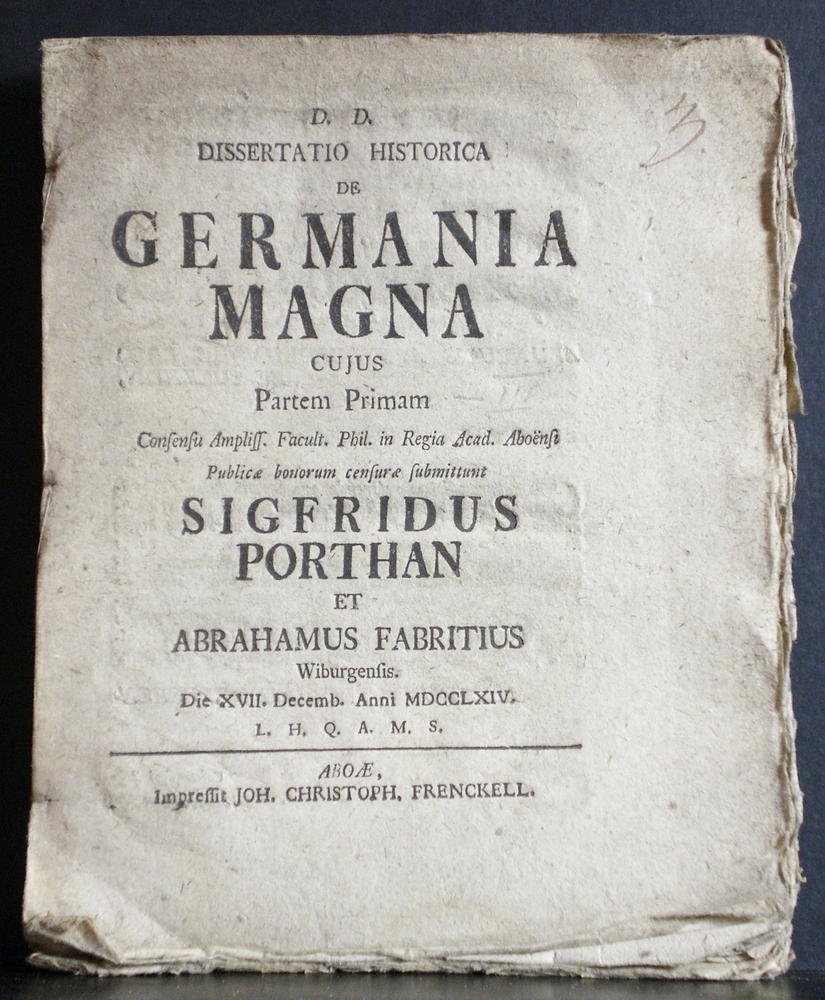 3
D. D.
DISSERTATIO HISTORICA
DE
GERMANIA
MAGNA
CUJUS
Partem Primam
Conſenſu Ampliſſ. Facult. Phil. in Regia Acad. Aboënſi
Publicæ bonorum cenſuræ ſubmittunt
SIGFRIDUS
PORTHAN
ET
ABRAHAMUS FABRITIUS
Wiburgenſis.
Die XVII. Decemb. Anni MDCCLXIV.
L. H. Q. A. M. S.
ABOÆ,
Impreſſit JOH. CHRISTOPH. FRENCKELL.